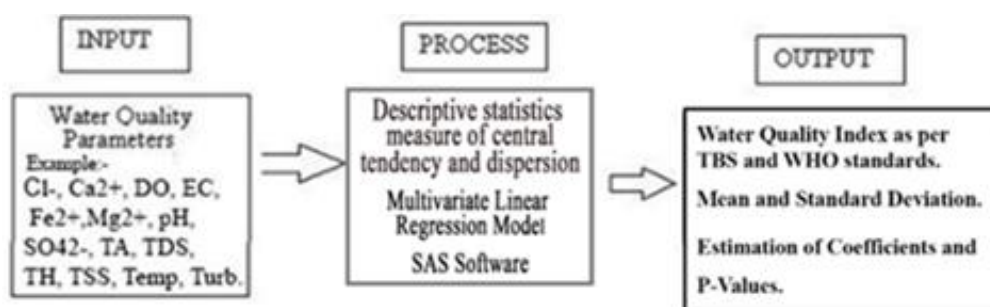 INPUT
Water Quality
Parameters
Example:-
Cl-, Ca2+, DO, EC,
Fe2+,Mg2+, pH,
SO42-, TA, TDS,
TH, TSS, Temp, Turb.
PROCESS
Descriptive statistics
measure of central
tendency and dispersion
Multivariate Linear
Regression Model
SAS Software
OUTPUT
Water Quality Index as per
TBS and WHO standards.
Mean and Standard Deviation.
Estimation of Coefficients and
P-Values.